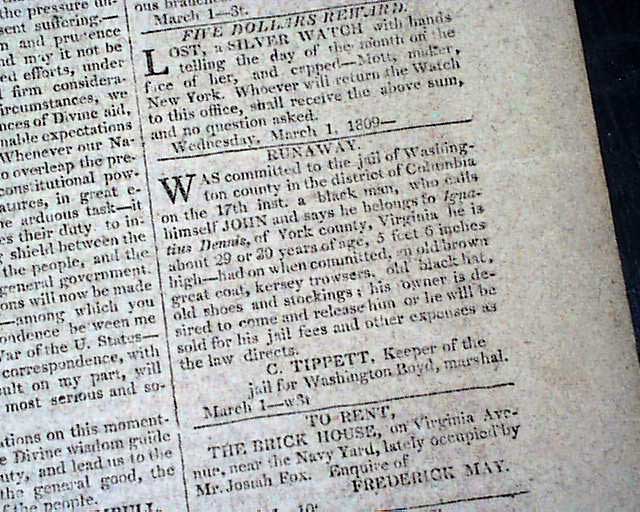 the pressure un-
sent suffering.—
and prudence
nd may it not be
ed efforts, under
firm considera-
ircumstances, we
nces of Divine aid,
nable expectations
Whenever our Na-
o overleap the pre-
constitutional pow-
atures, in great e-
he arduous task—it
es their duty to in-
shield between the
the people, and the
general government.
ons will now be made
—among which you
ondence be ween me
War of the U. States—
correspondence, with
sult on my part, will
most serious and so-
ations on this moment-
e Divine wisdom guide
uty, and lead us to the
the general good, the
f the people.
ous branches
March 1—3t.
FIVE DOLLARS REWARD.
LOST, a SILVER WATCH with hands
telling the day of the month on the
face of her, and capped—Mott, maker,
New York. Whoever will return the Watch
to this office, shall receive the above sum,
and no question asked.
Wednesday, March 1, 1809—
RUNAWAY.
WAS committed to the jail of Washing-
ton county in the district of Columbia
on the 17th inst. a black man, who calls
himself JOHN and says he belongs to Igna-
tius Dennis, of York county, Virginia he is
about 29 or 30 years of age, 5 feet 6 inches
high—had on when committed, an old brown
great coat, kersey trowsers, old black hat,
old shoes and stockings; his owner is de-
sired to come and release him or he will be
sold for his jail fees and other expenses as
the law directs.
C. TIPPETT, Keeper of the
jail for Washington Boyd, marshal.
March 1—w3t
TO RENT,
THE BRICK HOUSE, on Virginia Ave-
nue, near the Navy Yard, lately occupied by
Mr. Josiah Fox. Enquire of
FREDERICK MAY.